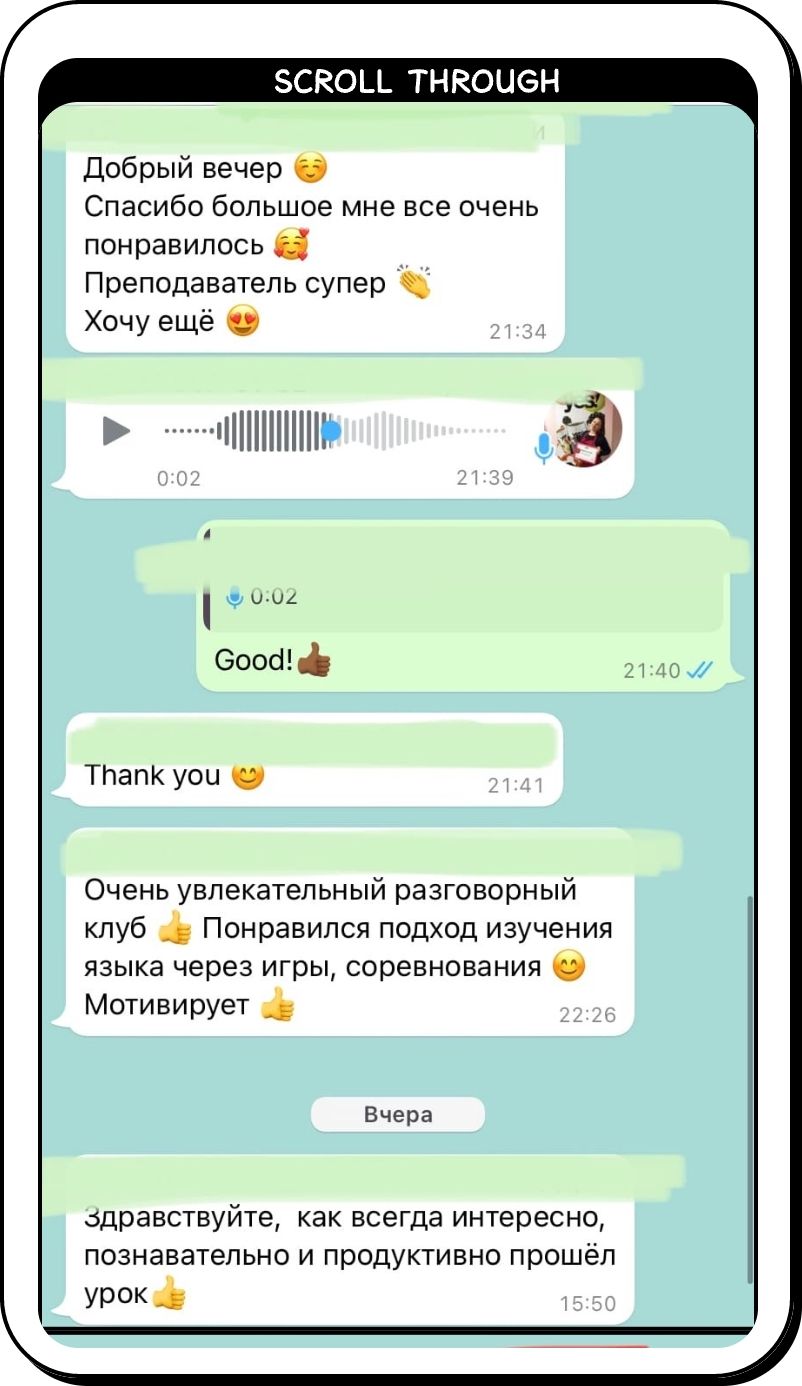 SCROLL THROUGH
Добрый вечер ☺️
Спасибо большое мне все очень
понравилось 🥰
Преподаватель супер 👏
Хочу ещё 😍
21:34
yes!
0:02
21:39
0:02
Good!👍🏾
21:40
Thank you 😊
21:41
Очень увлекательный разговорный
клуб 👍 Понравился подход изучения
языка через игры, соревнования 😊
Мотивирует 👍
22:26
Вчера
Здравствуйте,  как всегда интересно,
познавательно и продуктивно прошёл
урок👍
15:50